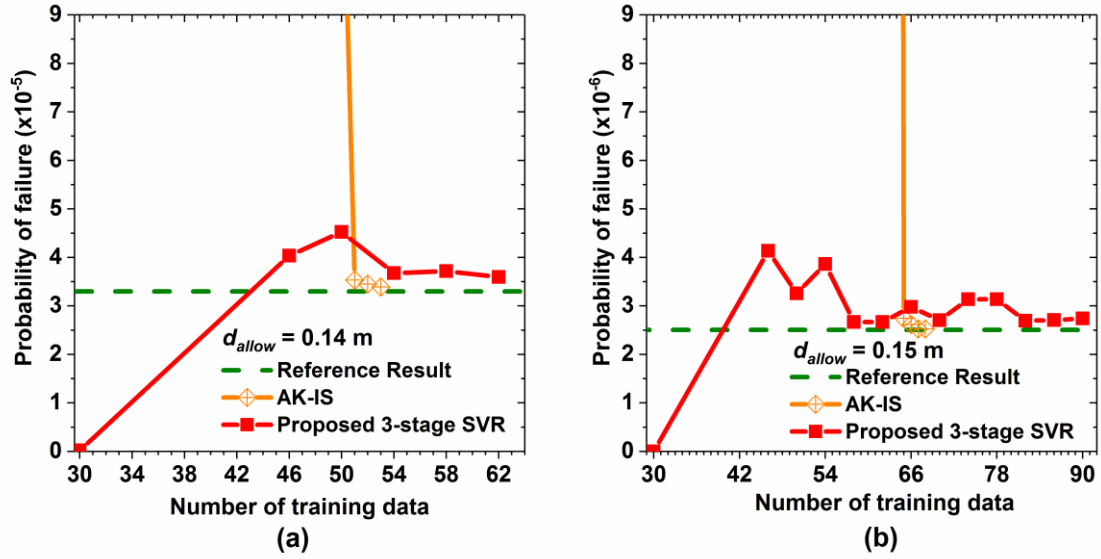 9
8
7
6
5
4
3
2
1
0
Probability of failure (x10⁻⁵)
d_allow = 0.14 m
Reference Result
AK-IS
Proposed 3-stage SVR
30 34 38 42 46 50 54 58 62
Number of training data
(a)
9
8
7
6
5
4
3
2
1
0
Probability of failure (x10⁻⁶)
d_allow = 0.15 m
Reference Result
AK-IS
Proposed 3-stage SVR
30 42 54 66 78 90
Number of training data
(b)